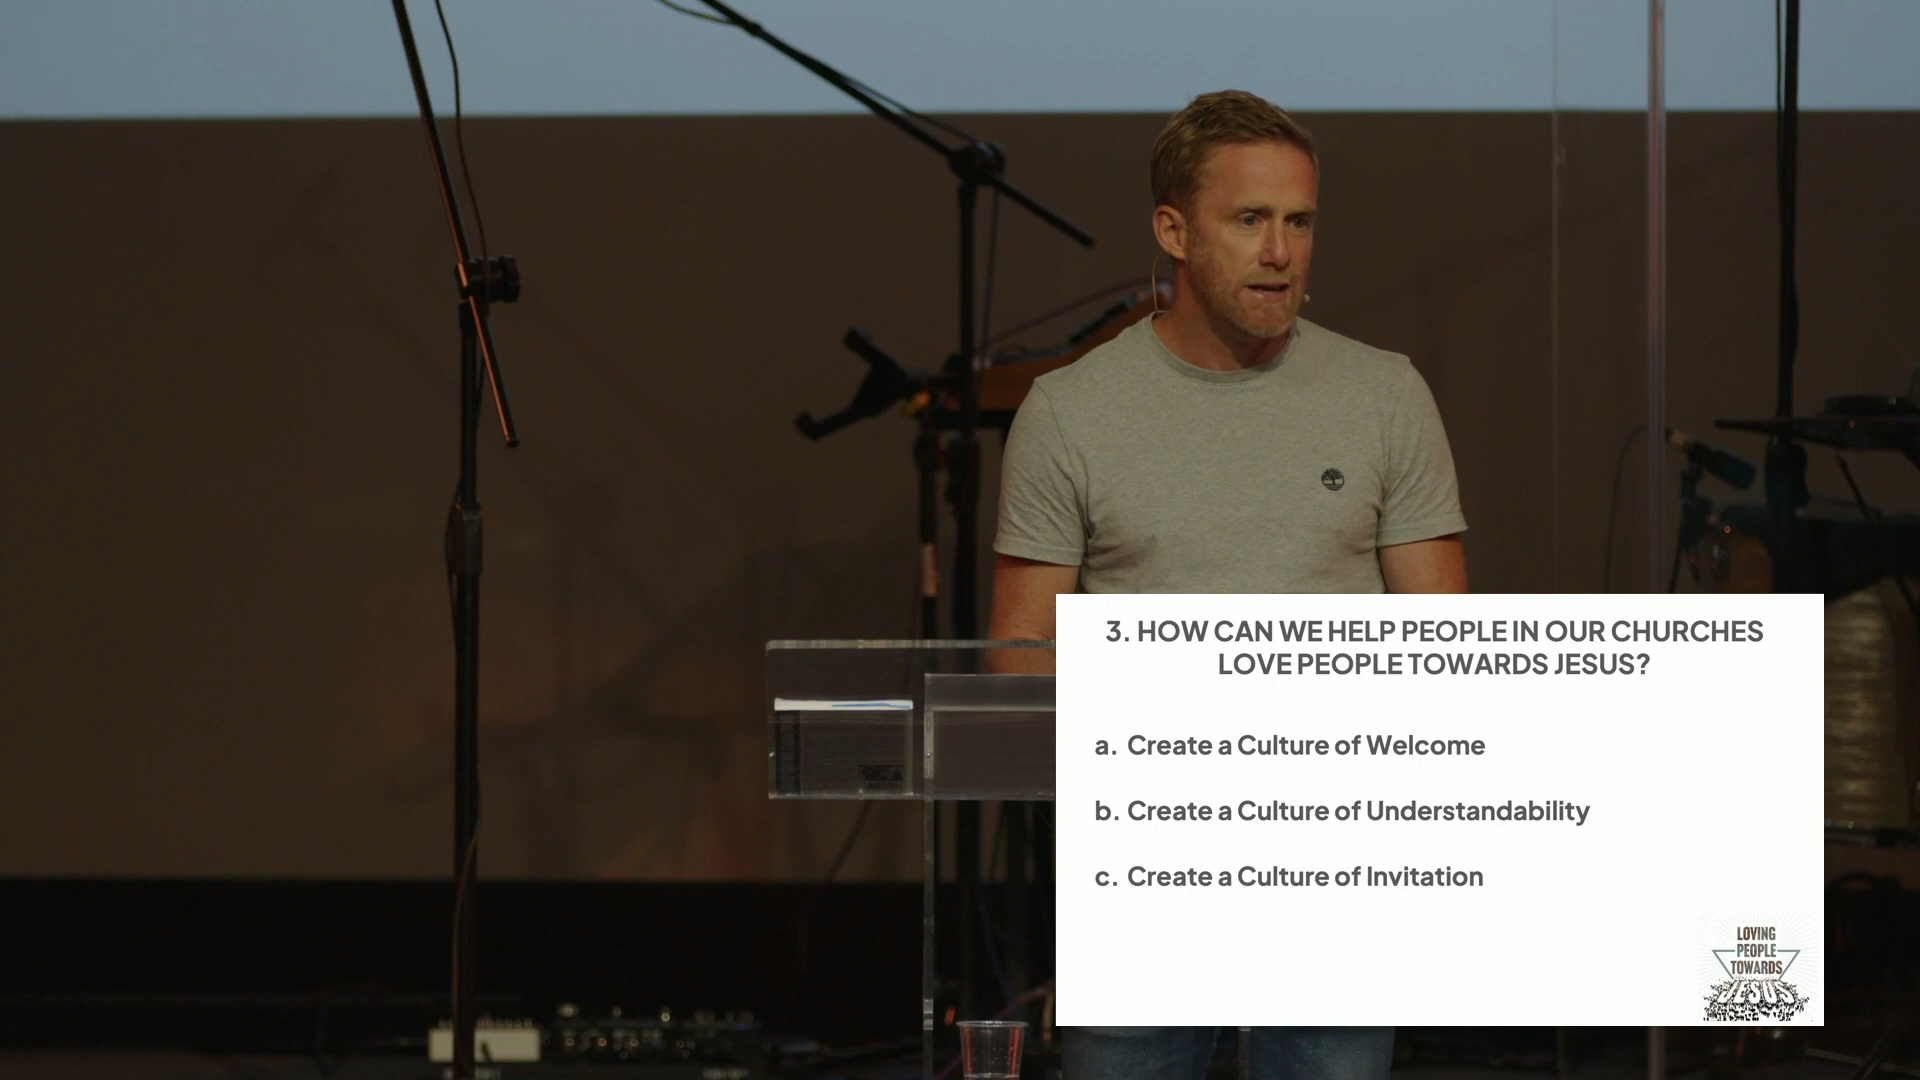 3. HOW CAN WE HELP PEOPLE IN OUR CHURCHES
LOVE PEOPLE TOWARDS JESUS?
a. Create a Culture of Welcome
b. Create a Culture of Understandability
c. Create a Culture of Invitation
LOVING
PEOPLE
TOWARDS
JESUS